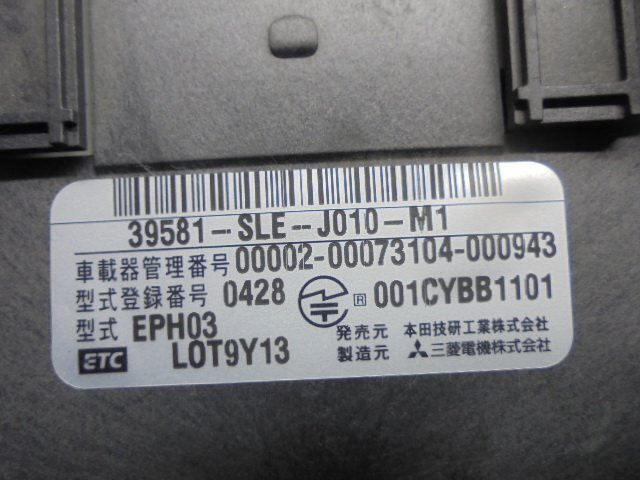 39581-SLE-J010-M1
車載器管理番号 00002-00073104-000943
型式登録番号 0428 R 001CYBB1101
型式 EPH03 発売元 本田技研工業株式会社
ETC LOT9Y13 製造元 三菱電機株式会社